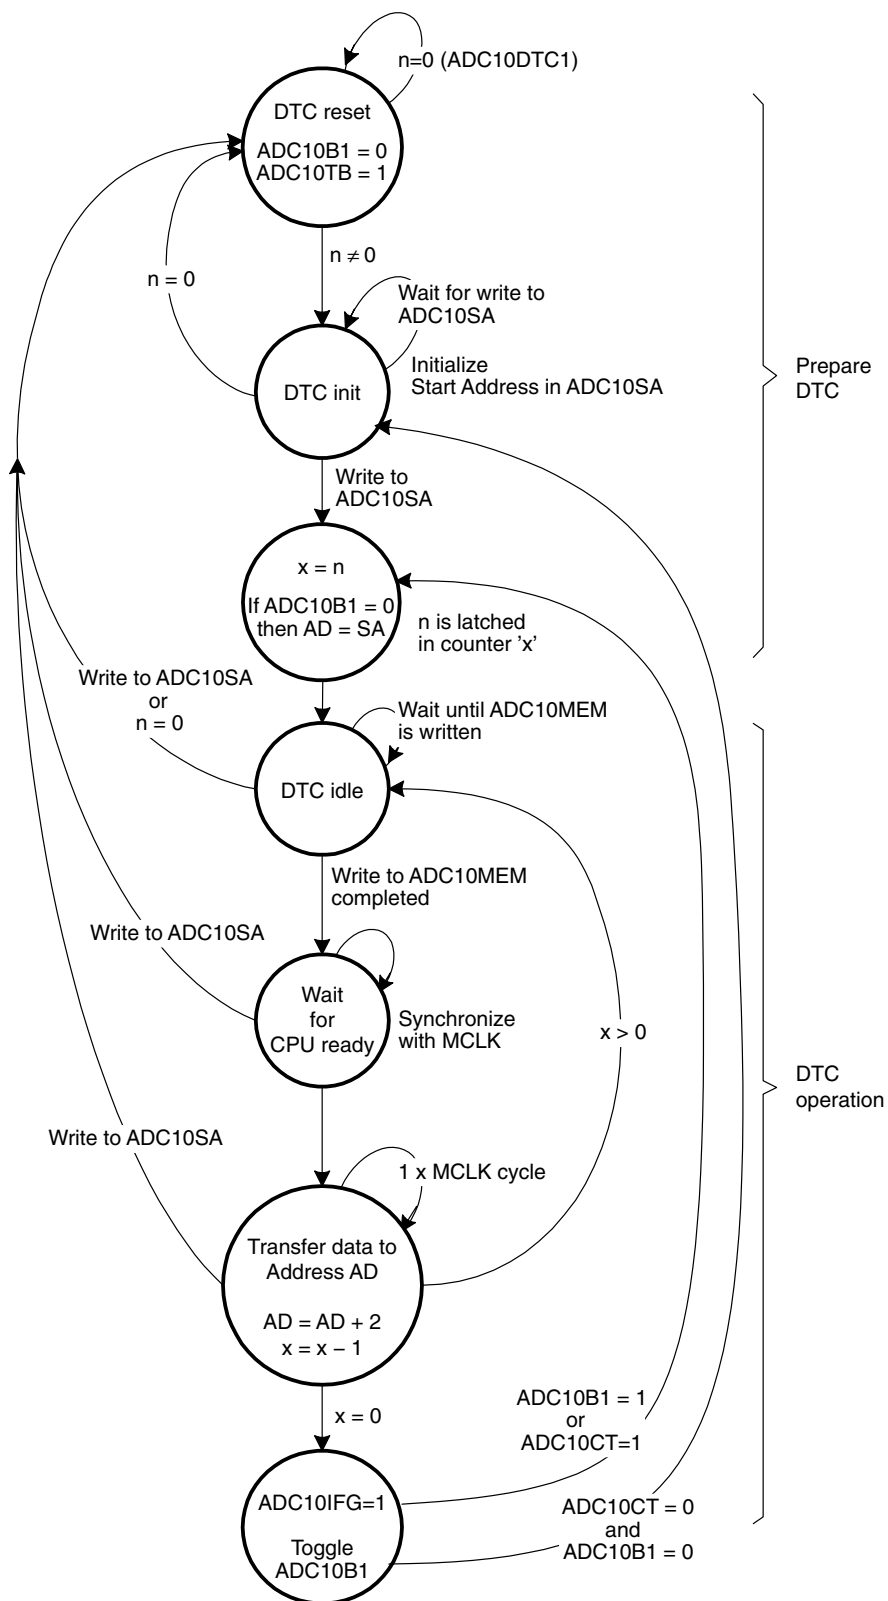 n=0 (ADC10DTC1)
DTC reset
ADC10B1 = 0
ADC10TB = 1
n ≠ 0
n = 0
Wait for write to
ADC10SA
Initialize
Start Address in ADC10SA
DTC init
Prepare
DTC
Write to
ADC10SA
x = n
If ADC10B1 = 0
then AD = SA
n is latched
in counter ’x’
Write to ADC10SA
or
n = 0
Wait until ADC10MEM
is written
DTC idle
Write to ADC10MEM
completed
Write to ADC10SA
Wait
for
CPU ready
Synchronize
with MCLK
x > 0
DTC
operation
Write to ADC10SA
1 x MCLK cycle
Transfer data to
Address AD
AD = AD + 2
x = x − 1
x = 0
ADC10B1 = 1
or
ADC10CT=1
ADC10IFG=1
Toggle
ADC10B1
ADC10CT = 0
and
ADC10B1 = 0